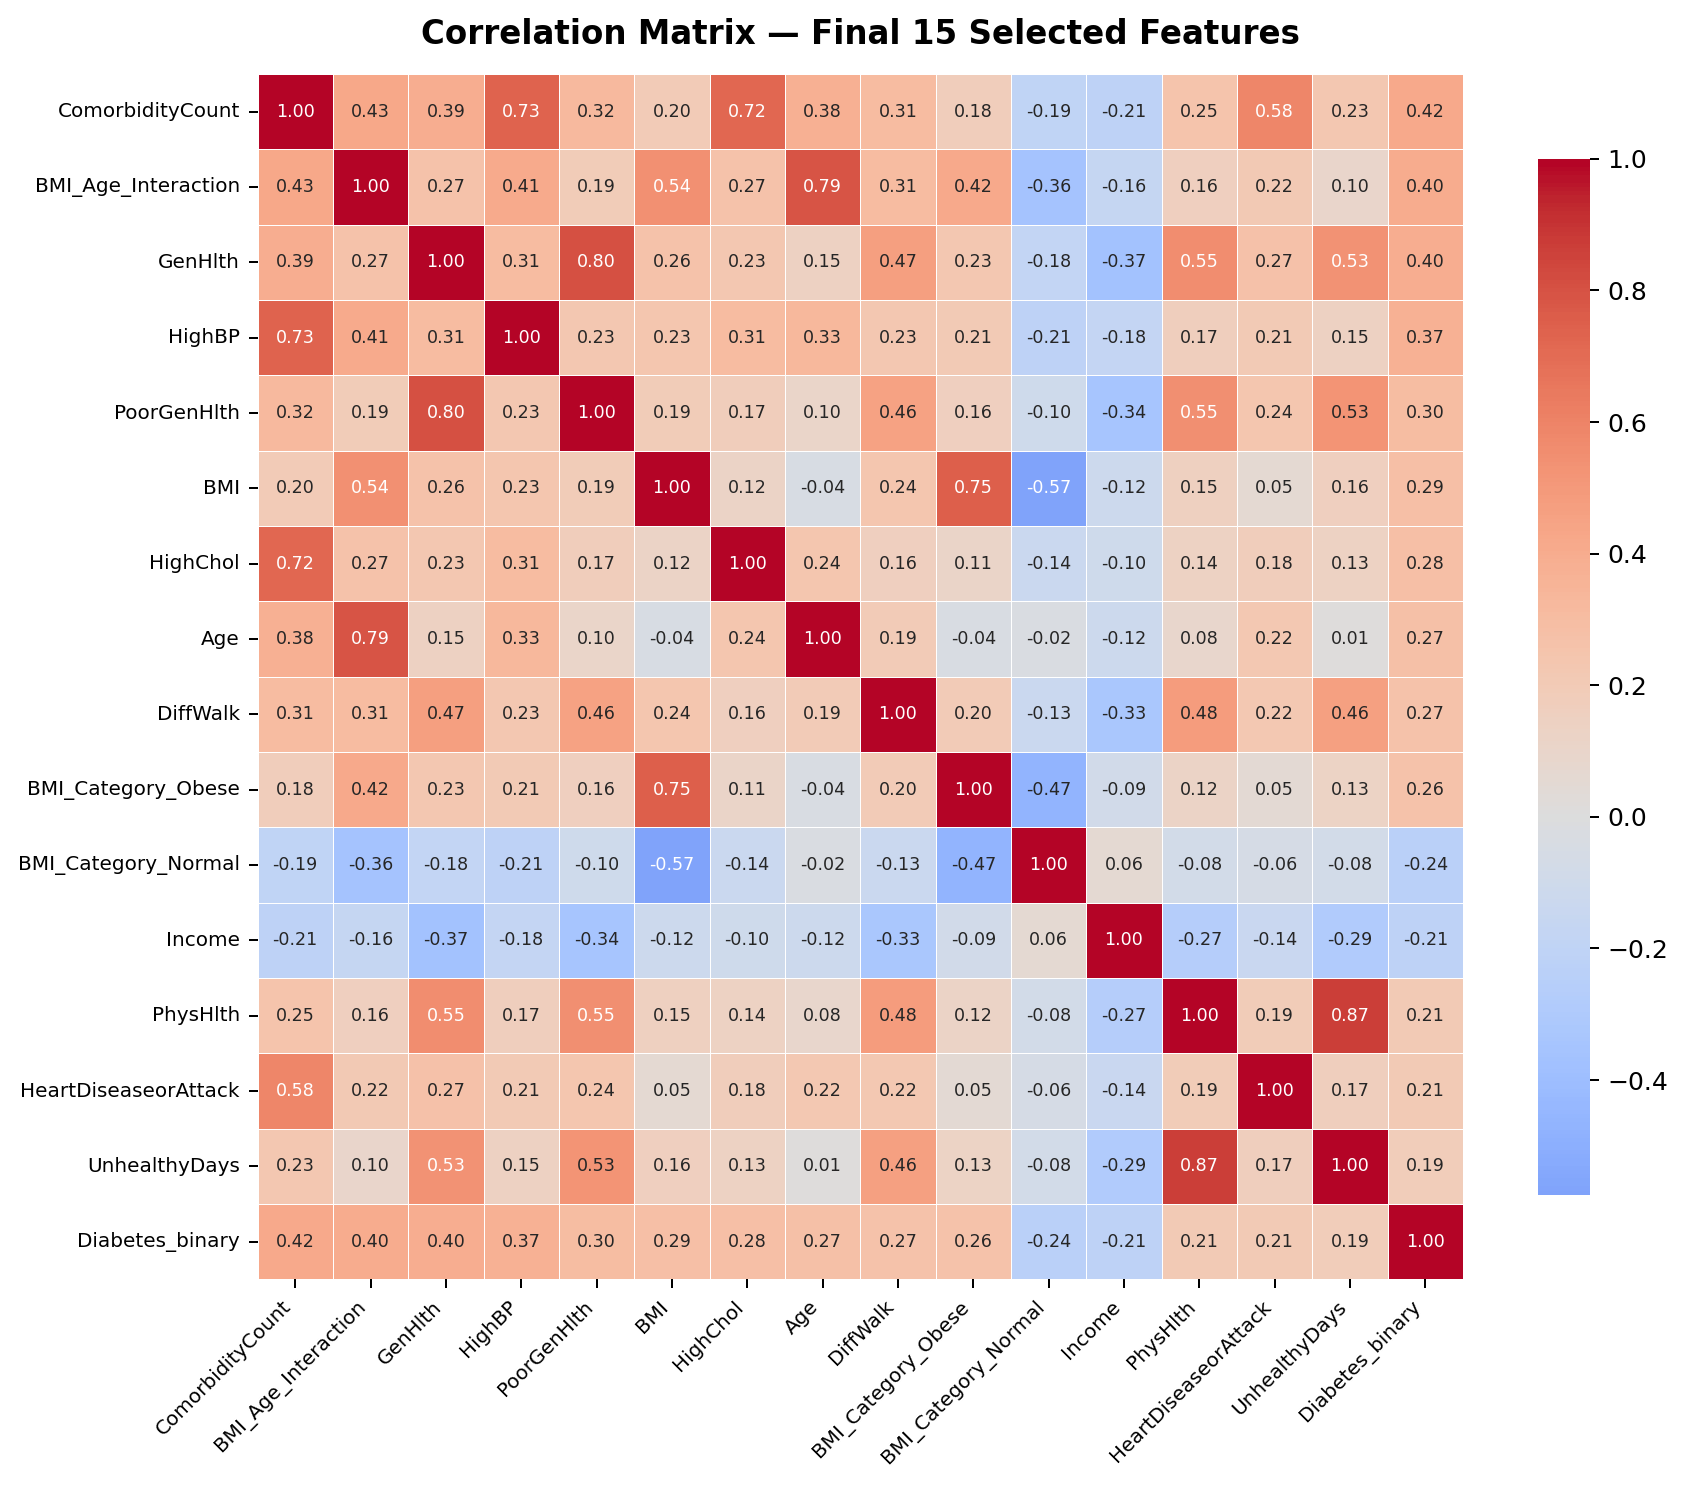 Correlation Matrix — Final 15 Selected Features
ComorbidityCount 1.00 0.43 0.39 0.73 0.32 0.20 0.72 0.38 0.31 0.18 -0.19 -0.21 0.25 0.58 0.23 0.42
BMI_Age_Interaction 0.43 1.00 0.27 0.41 0.19 0.54 0.27 0.79 0.31 0.42 -0.36 -0.16 0.16 0.22 0.10 0.40
GenHlth 0.39 0.27 1.00 0.31 0.80 0.26 0.23 0.15 0.47 0.23 -0.18 -0.37 0.55 0.27 0.53 0.40
HighBP 0.73 0.41 0.31 1.00 0.23 0.23 0.31 0.33 0.23 0.21 -0.21 -0.18 0.17 0.21 0.15 0.37
PoorGenHlth 0.32 0.19 0.80 0.23 1.00 0.19 0.17 0.10 0.46 0.16 -0.10 -0.34 0.55 0.24 0.53 0.30
BMI 0.20 0.54 0.26 0.23 0.19 1.00 0.12 -0.04 0.24 0.75 -0.57 -0.12 0.15 0.05 0.16 0.29
HighChol 0.72 0.27 0.23 0.31 0.17 0.12 1.00 0.24 0.16 0.11 -0.14 -0.10 0.14 0.18 0.13 0.28
Age 0.38 0.79 0.15 0.33 0.10 -0.04 0.24 1.00 0.19 -0.04 -0.02 -0.12 0.08 0.22 0.01 0.27
DiffWalk 0.31 0.31 0.47 0.23 0.46 0.24 0.16 0.19 1.00 0.20 -0.13 -0.33 0.48 0.22 0.46 0.27
BMI_Category_Obese 0.18 0.42 0.23 0.21 0.16 0.75 0.11 -0.04 0.20 1.00 -0.47 -0.09 0.12 0.05 0.13 0.26
BMI_Category_Normal -0.19 -0.36 -0.18 -0.21 -0.10 -0.57 -0.14 -0.02 -0.13 -0.47 1.00 0.06 -0.08 -0.06 -0.08 -0.24
Income -0.21 -0.16 -0.37 -0.18 -0.34 -0.12 -0.10 -0.12 -0.33 -0.09 0.06 1.00 -0.27 -0.14 -0.29 -0.21
PhysHlth 0.25 0.16 0.55 0.17 0.55 0.15 0.14 0.08 0.48 0.12 -0.08 -0.27 1.00 0.19 0.87 0.21
HeartDiseaseorAttack 0.58 0.22 0.27 0.21 0.24 0.05 0.18 0.22 0.22 0.05 -0.06 -0.14 0.19 1.00 0.17 0.21
UnhealthyDays 0.23 0.10 0.53 0.15 0.53 0.16 0.13 0.01 0.46 0.13 -0.08 -0.29 0.87 0.17 1.00 0.19
Diabetes_binary 0.42 0.40 0.40 0.37 0.30 0.29 0.28 0.27 0.27 0.26 -0.24 -0.21 0.21 0.21 0.19 1.00
ComorbidityCount
BMI_Age_Interaction
GenHlth
HighBP
PoorGenHlth
BMI
HighChol
Age
DiffWalk
BMI_Category_Obese
BMI_Category_Normal
Income
PhysHlth
HeartDiseaseorAttack
UnhealthyDays
Diabetes_binary
1.0
0.8
0.6
0.4
0.2
0.0
−0.2
−0.4